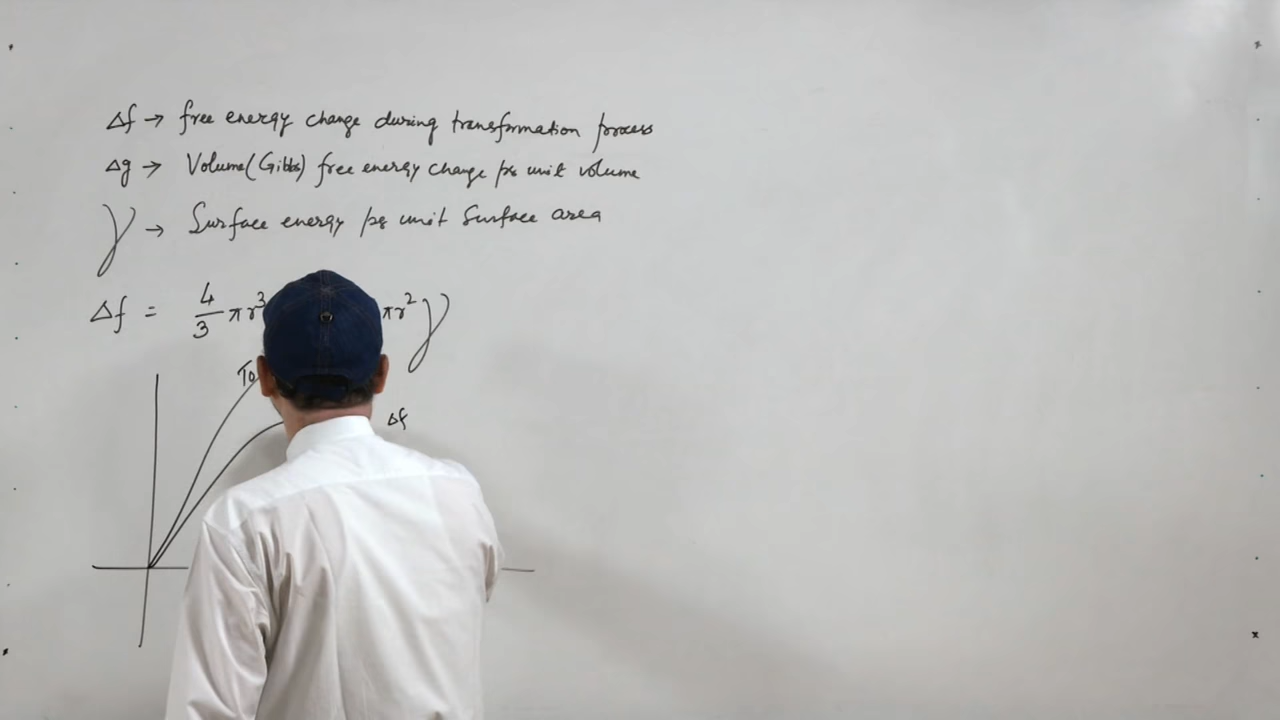 Δf → free energy change during transformation process
Δg → Volume(Gibbs) free energy change per unit volume
γ → Surface energy per unit Surface area
Δf = 4/3 πr³ πr² γ
T₀
Δf